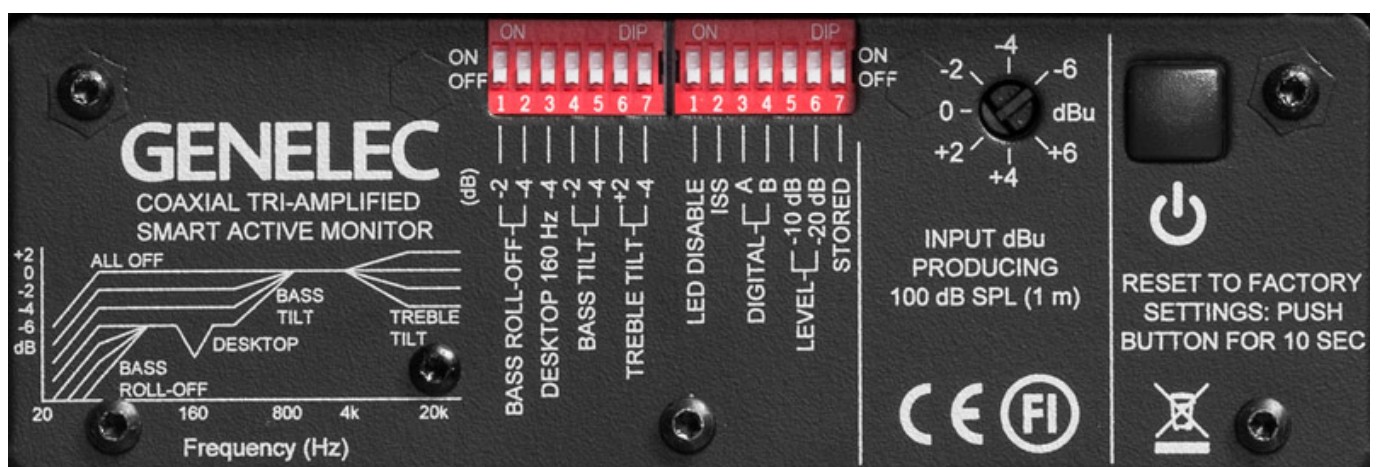 ON DIP
ON
OFF
1 2 3 4 5 6 7
ON DIP
ON
OFF
1 2 3 4 5 6 7
GENELEC
COAXIAL TRI-AMPLIFIED
SMART ACTIVE MONITOR
+2
0
-2
-4
-6
dB
ALL OFF
BASS
TILT
TREBLE
TILT
DESKTOP
BASS
ROLL-OFF
20 160 800 4k 20k
Frequency (Hz)
(dB)
BASS ROLL-OFF -2 -4
DESKTOP 160 Hz -4
BASS TILT -2 -4
TREBLE TILT +2 -4
LED DISABLE
ISS
DIGITAL A B
LEVEL -10 dB -20 dB
STORED
-4
-2 -6
0 dBu
+2 +6
+4
INPUT dBu
PRODUCING
100 dB SPL (1 m)
CE FI
RESET TO FACTORY
SETTINGS: PUSH
BUTTON FOR 10 SEC